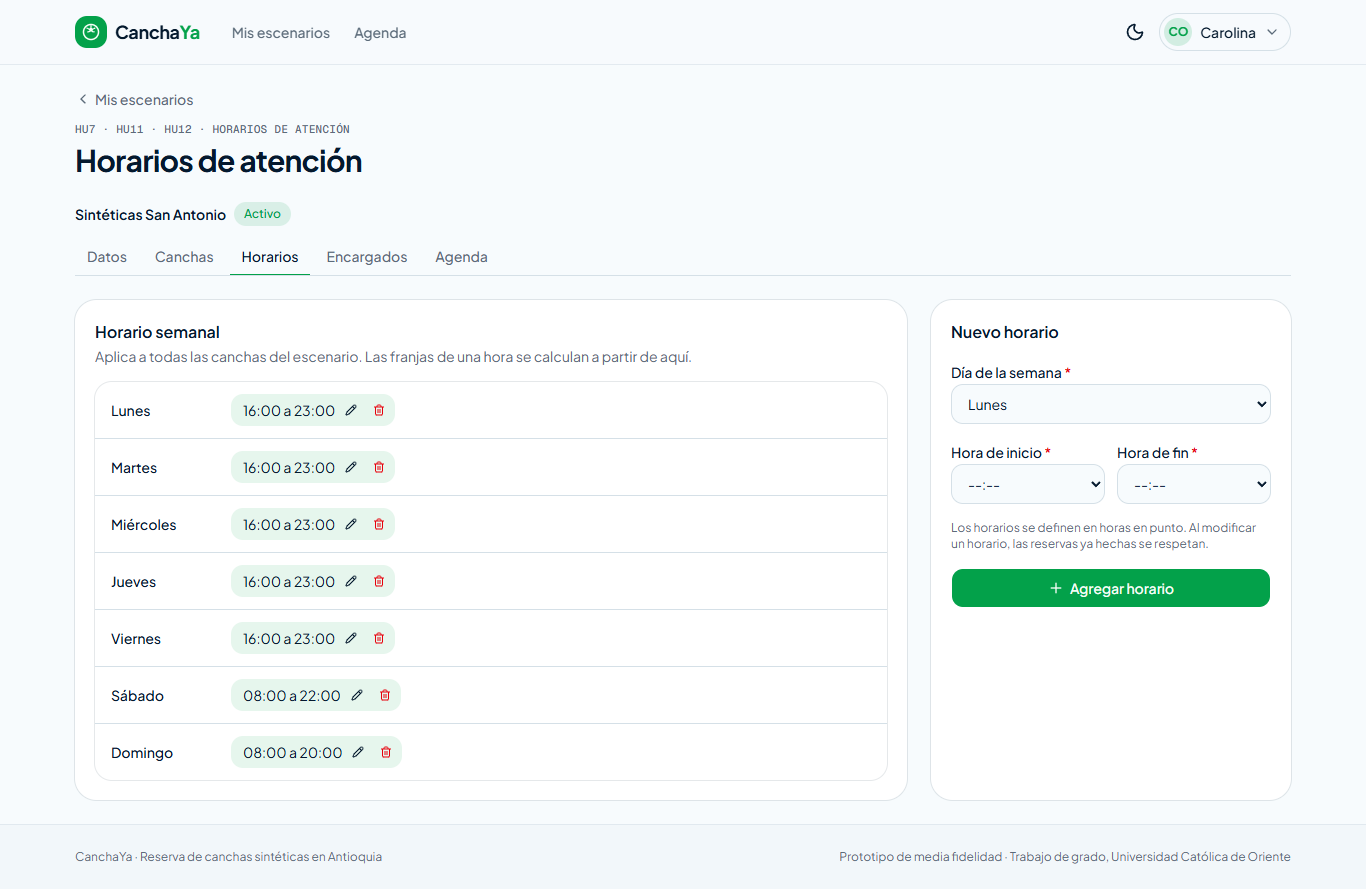 CanchaYa
Mis escenarios
Agenda
CO
Carolina
Mis escenarios
HU7 · HU11 · HU12 · HORARIOS DE ATENCIÓN
Horarios de atención
Sintéticas San Antonio
Activo
Datos
Canchas
Horarios
Encargados
Agenda
Horario semanal
Aplica a todas las canchas del escenario. Las franjas de una hora se calculan a partir de aquí.
Lunes 16:00 a 23:00
Martes 16:00 a 23:00
Miércoles 16:00 a 23:00
Jueves 16:00 a 23:00
Viernes 16:00 a 23:00
Sábado 08:00 a 22:00
Domingo 08:00 a 20:00
Nuevo horario
Día de la semana *
Lunes
Hora de inicio * Hora de fin *
--:-- --:--
Los horarios se definen en horas en punto. Al modificar
un horario, las reservas ya hechas se respetan.
+ Agregar horario
CanchaYa · Reserva de canchas sintéticas en Antioquia
Prototipo de media fidelidad · Trabajo de grado, Universidad Católica de Oriente